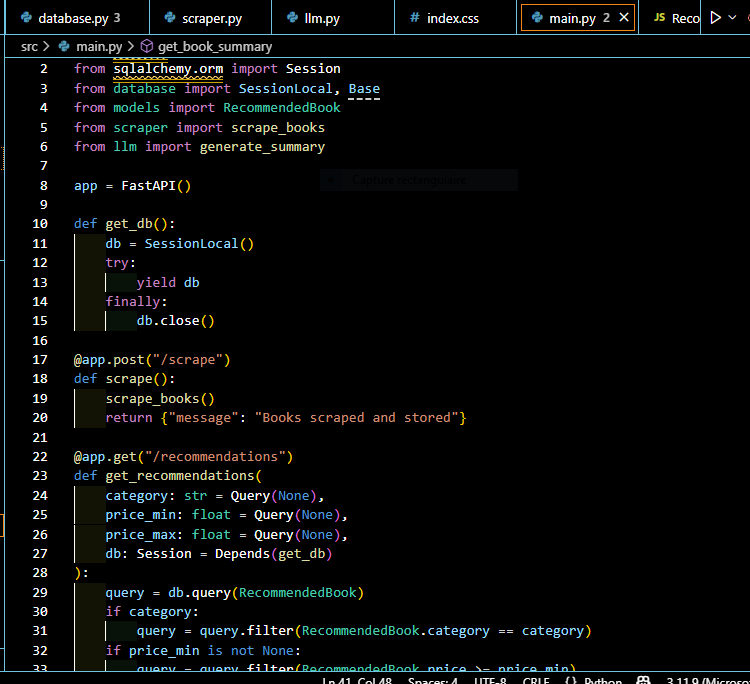 database.py 3 scraper.py llm.py # index.css main.py 2 × JS Reco
src > main.py > get_book_summary
2 from sqlalchemy.orm import Session
3 from database import SessionLocal, Base
4 from models import RecommendedBook
5 from scraper import scrape_books
6 from llm import generate_summary
7
8 app = FastAPI()
9
10 def get_db():
11     db = SessionLocal()
12     try:
13         yield db
14     finally:
15         db.close()
16
17 @app.post("/scrape")
18 def scrape():
19     scrape_books()
20     return {"message": "Books scraped and stored"}
21
22 @app.get("/recommendations")
23 def get_recommendations(
24     category: str = Query(None),
25     price_min: float = Query(None),
26     price_max: float = Query(None),
27     db: Session = Depends(get_db)
28 ):
29     query = db.query(RecommendedBook)
30     if category:
31         query = query.filter(RecommendedBook.category == category)
32     if price_min is not None:
33         query = query.filter(RecommendedBook.price >= price_min)
Ln 41, Col 48 Spaces: 4 UTF-8 CRLF {} Python 3.11.9 (Microso